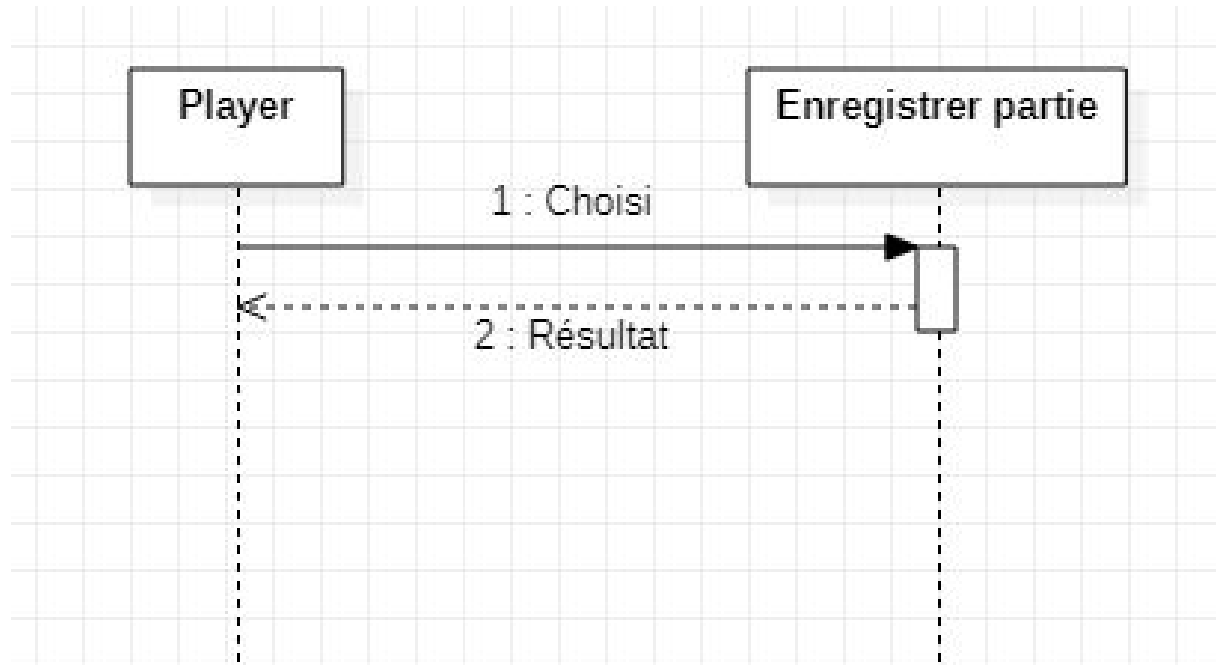 Player
Enregistrer partie
1 : Choisi
2 : Résultat